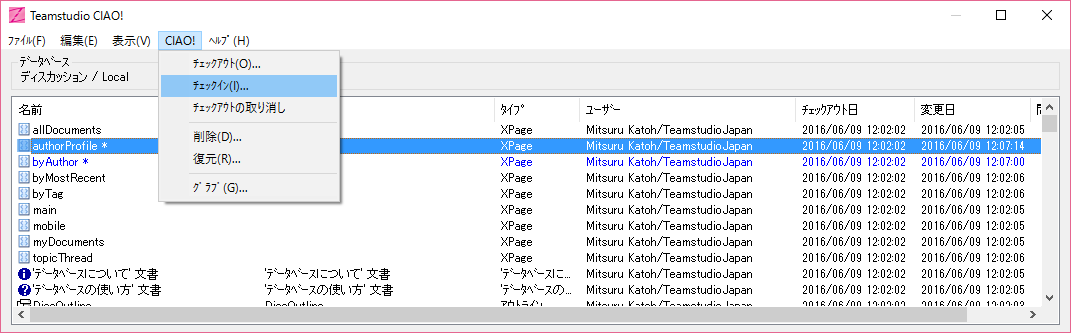 Teamstudio CIAO!
ﾌｧｲﾙ(F) 編集(E) 表示(V) CIAO! ﾍﾙﾌﾟ(H)
ﾃﾞｰﾀﾍﾞｰｽ
ﾃﾞｨｽｶｯｼｮﾝ / Local
ﾁｪｯｸｱｳﾄ(O)...
ﾁｪｯｸｲﾝ(I)...
ﾁｪｯｸｱｳﾄの取り消し
削除(D)...
復元(R)...
ｸﾞﾗﾌﾞ(G)...
名前 ﾀｲﾌﾟ ﾕｰｻﾞｰ ﾁｪｯｸｱｳﾄ日 変更日
allDocuments XPage Mitsuru Katoh/TeamstudioJapan 2016/06/09 12:02:02 2016/06/09 12:02:05
authorProfile * XPage Mitsuru Katoh/TeamstudioJapan 2016/06/09 12:02:02 2016/06/09 12:07:14
byAuthor * XPage Mitsuru Katoh/TeamstudioJapan 2016/06/09 12:02:02 2016/06/09 12:07:00
byMostRecent XPage Mitsuru Katoh/TeamstudioJapan 2016/06/09 12:02:02 2016/06/09 12:02:06
byTag XPage Mitsuru Katoh/TeamstudioJapan 2016/06/09 12:02:02 2016/06/09 12:02:06
main XPage Mitsuru Katoh/TeamstudioJapan 2016/06/09 12:02:02 2016/06/09 12:02:06
mobile XPage Mitsuru Katoh/TeamstudioJapan 2016/06/09 12:02:02 2016/06/09 12:02:05
myDocuments XPage Mitsuru Katoh/TeamstudioJapan 2016/06/09 12:02:02 2016/06/09 12:02:05
topicThread XPage Mitsuru Katoh/TeamstudioJapan 2016/06/09 12:02:02 2016/06/09 12:02:06
'ﾃﾞｰﾀﾍﾞｰｽについて' 文書 'ﾃﾞｰﾀﾍﾞｰｽについて' 文書 'ﾃﾞｰﾀﾍﾞｰｽに... Mitsuru Katoh/TeamstudioJapan 2016/06/09 12:02:02 2016/06/09 12:02:05
'ﾃﾞｰﾀﾍﾞｰｽの使い方' 文書 'ﾃﾞｰﾀﾍﾞｰｽの使い方' 文書 'ﾃﾞｰﾀﾍﾞｰｽの... Mitsuru Katoh/TeamstudioJapan 2016/06/09 12:02:02 2016/06/09 12:02:05
DiscOutline DiscOutline ｱｳﾄﾗｲﾝ Mitsuru Katoh/TeamstudioJapan 2016/06/09 12:02:02 2016/06/09 12:02:03